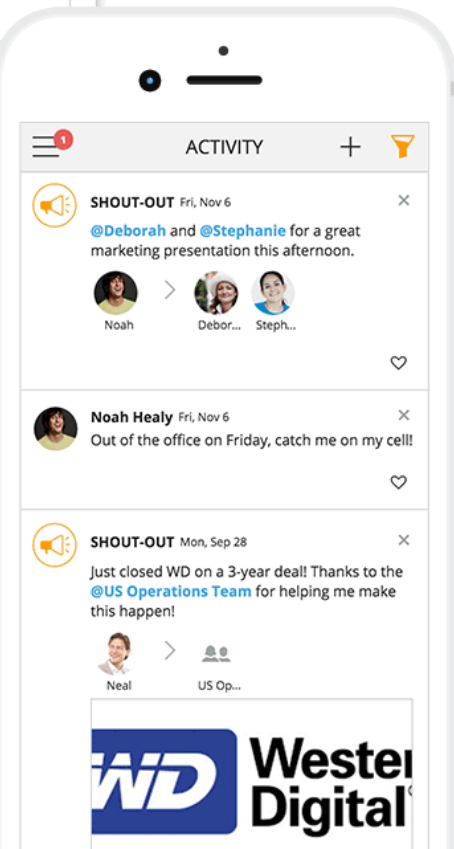 1
ACTIVITY
SHOUT-OUT Fri, Nov 6
@Deborah and @Stephanie for a great
marketing presentation this afternoon.
Noah
Debor...
Steph...
Noah Healy Fri, Nov 6
Out of the office on Friday, catch me on my cell!
SHOUT-OUT Mon, Sep 28
Just closed WD on a 3-year deal! Thanks to the
@US Operations Team for helping me make
this happen!
Neal
US Op...
WD
Wester
Digital